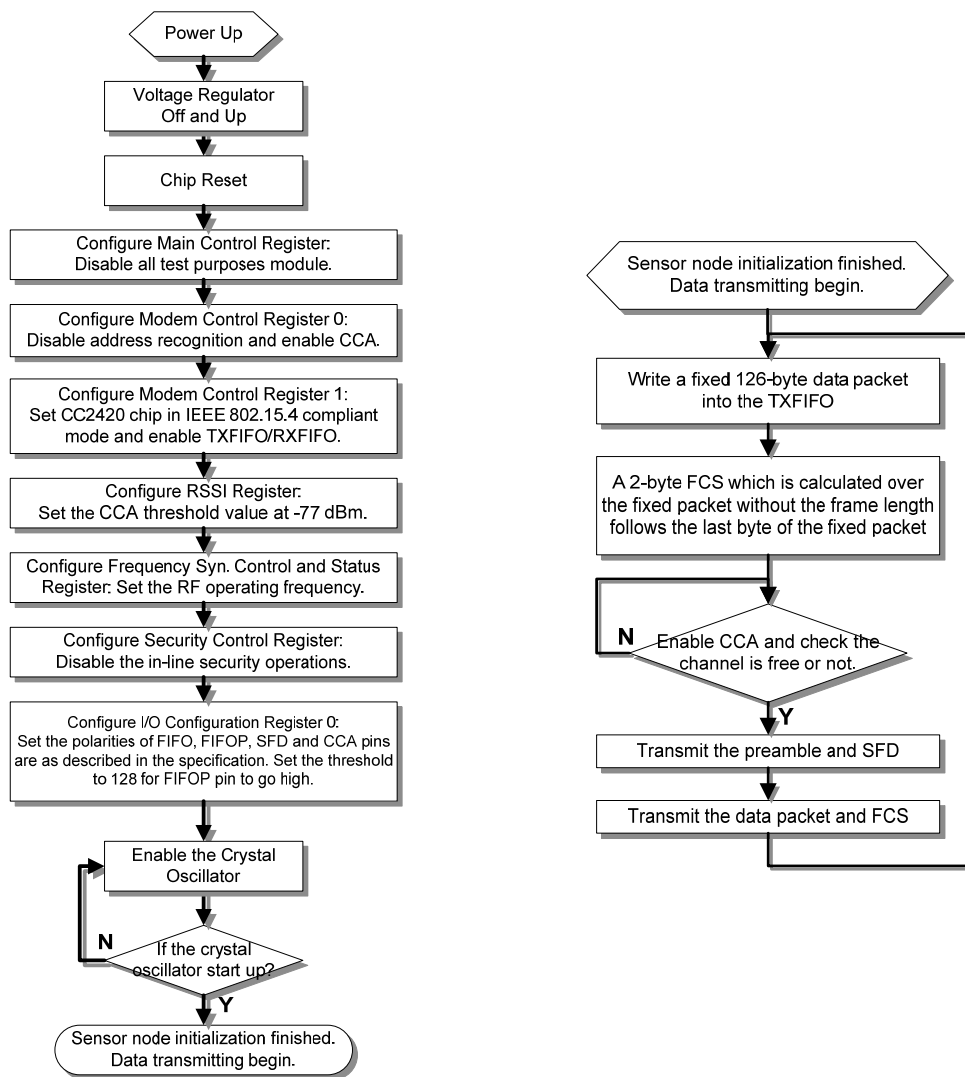 Power Up
Voltage Regulator
Off and Up
Chip Reset
Configure Main Control Register:
Disable all test purposes module.
Configure Modem Control Register 0:
Disable address recognition and enable CCA.
Configure Modem Control Register 1:
Set CC2420 chip in IEEE 802.15.4 compliant
mode and enable TXFIFO/RXFIFO.
Configure RSSI Register:
Set the CCA threshold value at -77 dBm.
Configure Frequency Syn. Control and Status
Register: Set the RF operating frequency.
Configure Security Control Register:
Disable the in-line security operations.
Configure I/O Configuration Register 0:
Set the polarities of FIFO, FIFOP, SFD and CCA pins
are as described in the specification. Set the threshold
to 128 for FIFOP pin to go high.
Enable the Crystal
Oscillator
N
If the crystal
oscillator start up?
Y
Sensor node initialization finished.
Data transmitting begin.
Sensor node initialization finished.
Data transmitting begin.
Write a fixed 126-byte data packet
into the TXFIFO
A 2-byte FCS which is calculated over
the fixed packet without the frame length
follows the last byte of the fixed packet
N
Enable CCA and check the
channel is free or not.
Y
Transmit the preamble and SFD
Transmit the data packet and FCS